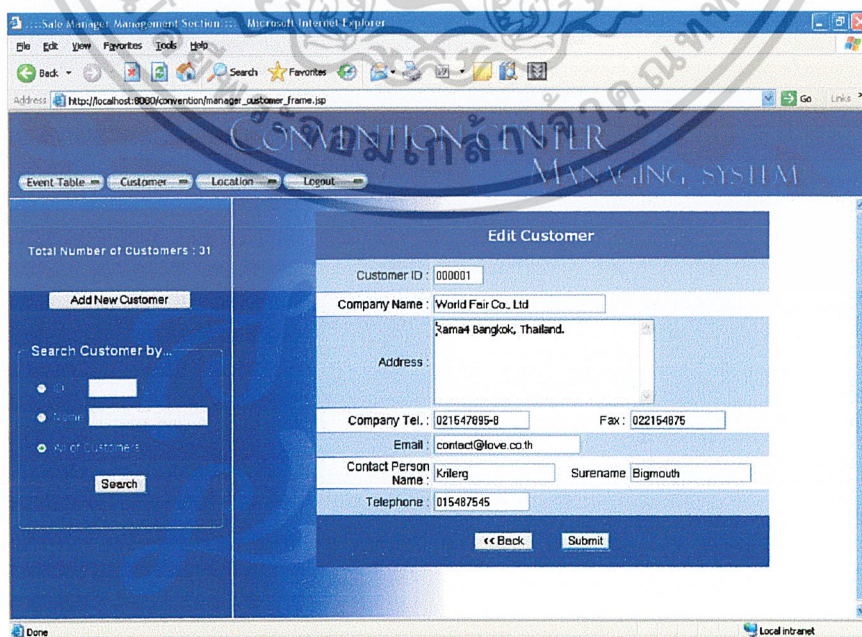 ....:Sale Manager Management Section:::.. Microsoft Internet Explorer
File Edit View Favorites Tools Help
Back Search Favorites
Address http://localhost:8080/convention/manager_customer_frame.jsp Go Links
CONVENTION CENTER
MANAGING SYSTEM
Event Table Customer Location Logout
Total Number of Customers : 31
Add New Customer
Search Customer by...
ID
Name
All of Customers
Search
Edit Customer
Customer ID : 000001
Company Name : World Fair Co., Ltd
Address : Rama4 Bangkok, Thailand.
Company Tel. : 021547895-8 Fax : 022154875
Email : contact@love.co.th
Contact Person Name : Krilerg Surename Bigmouth
Telephone : 015487545
<< Back Submit
Done Local intranet